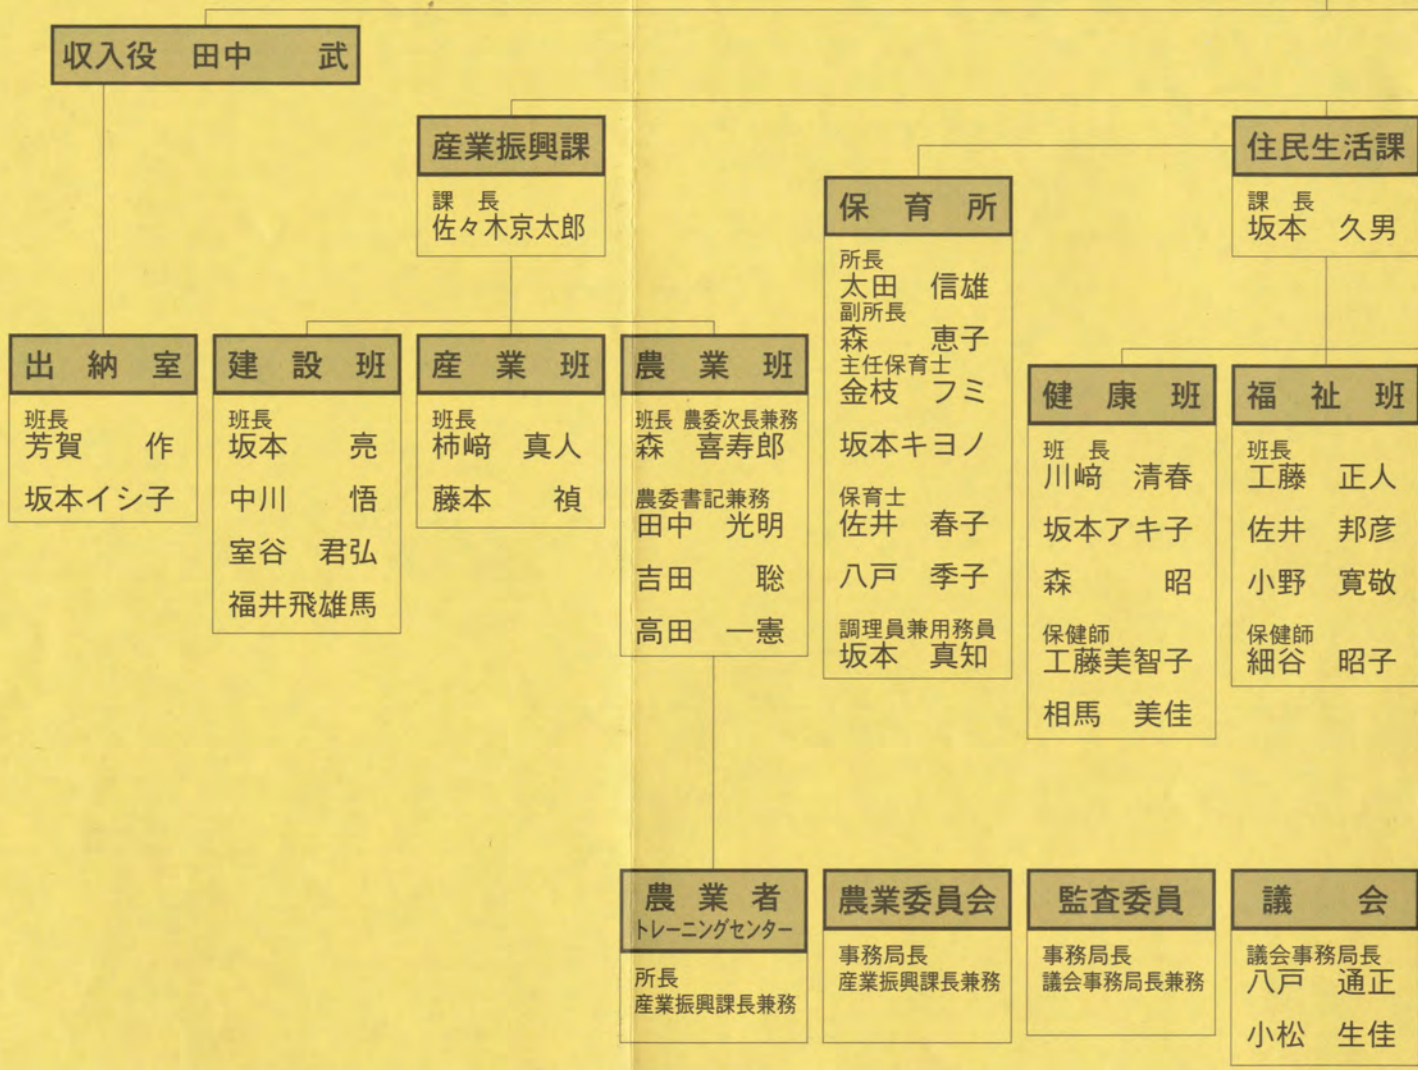 収入役　田中　　武
産業振興課
課　長
佐々木京太郎
住民生活課
課　長
坂本　久男
保　育　所
所長
太田　信雄
副所長
森　　恵子
主任保育士
金枝　フミ
坂本キヨノ
保育士
佐井　春子
八戸　季子
調理員兼用務員
坂本　真知
出　納　室
班長
芳賀　　作
坂本イシ子
建　設　班
班長
坂本　　亮
中川　　悟
室谷　君弘
福井飛雄馬
産　業　班
班長
柿﨑　真人
藤本　　禎
農　業　班
班長 農委次長兼務
森　喜寿郎
農委書記兼務
田中　光明
吉田　　聡
高田　一憲
健　康　班
班　長
川﨑　清春
坂本アキ子
森　　　昭
保健師
工藤美智子
相馬　美佳
福　祉　班
班長
工藤　正人
佐井　邦彦
小野　寛敬
保健師
細谷　昭子
農　業　者
トレーニングセンター
所長
産業振興課長兼務
農業委員会
事務局長
産業振興課長兼務
監査委員
事務局長
議会事務局長兼務
議　　会
議会事務局長
八戸　通正
小松　生佳